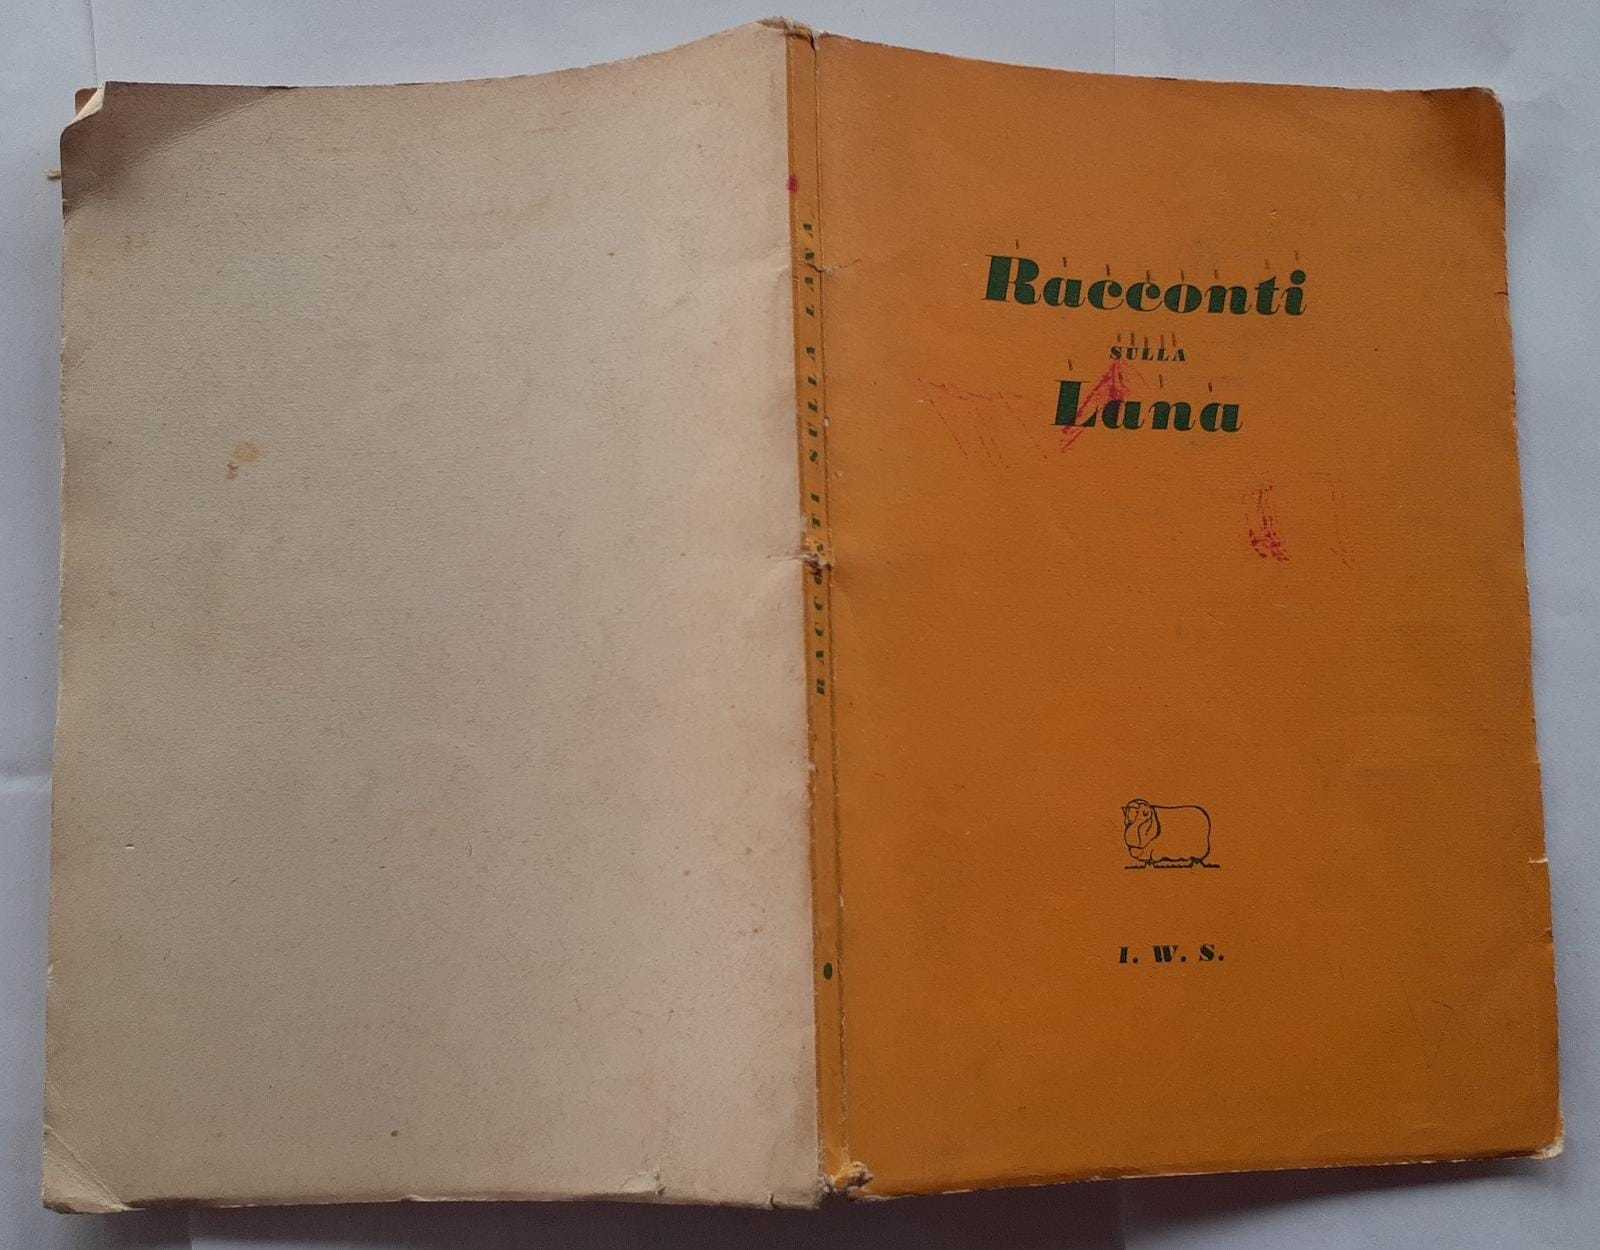 RACCONTI SULLA LANA
Racconti
SULLA
Lana
I. W. S.